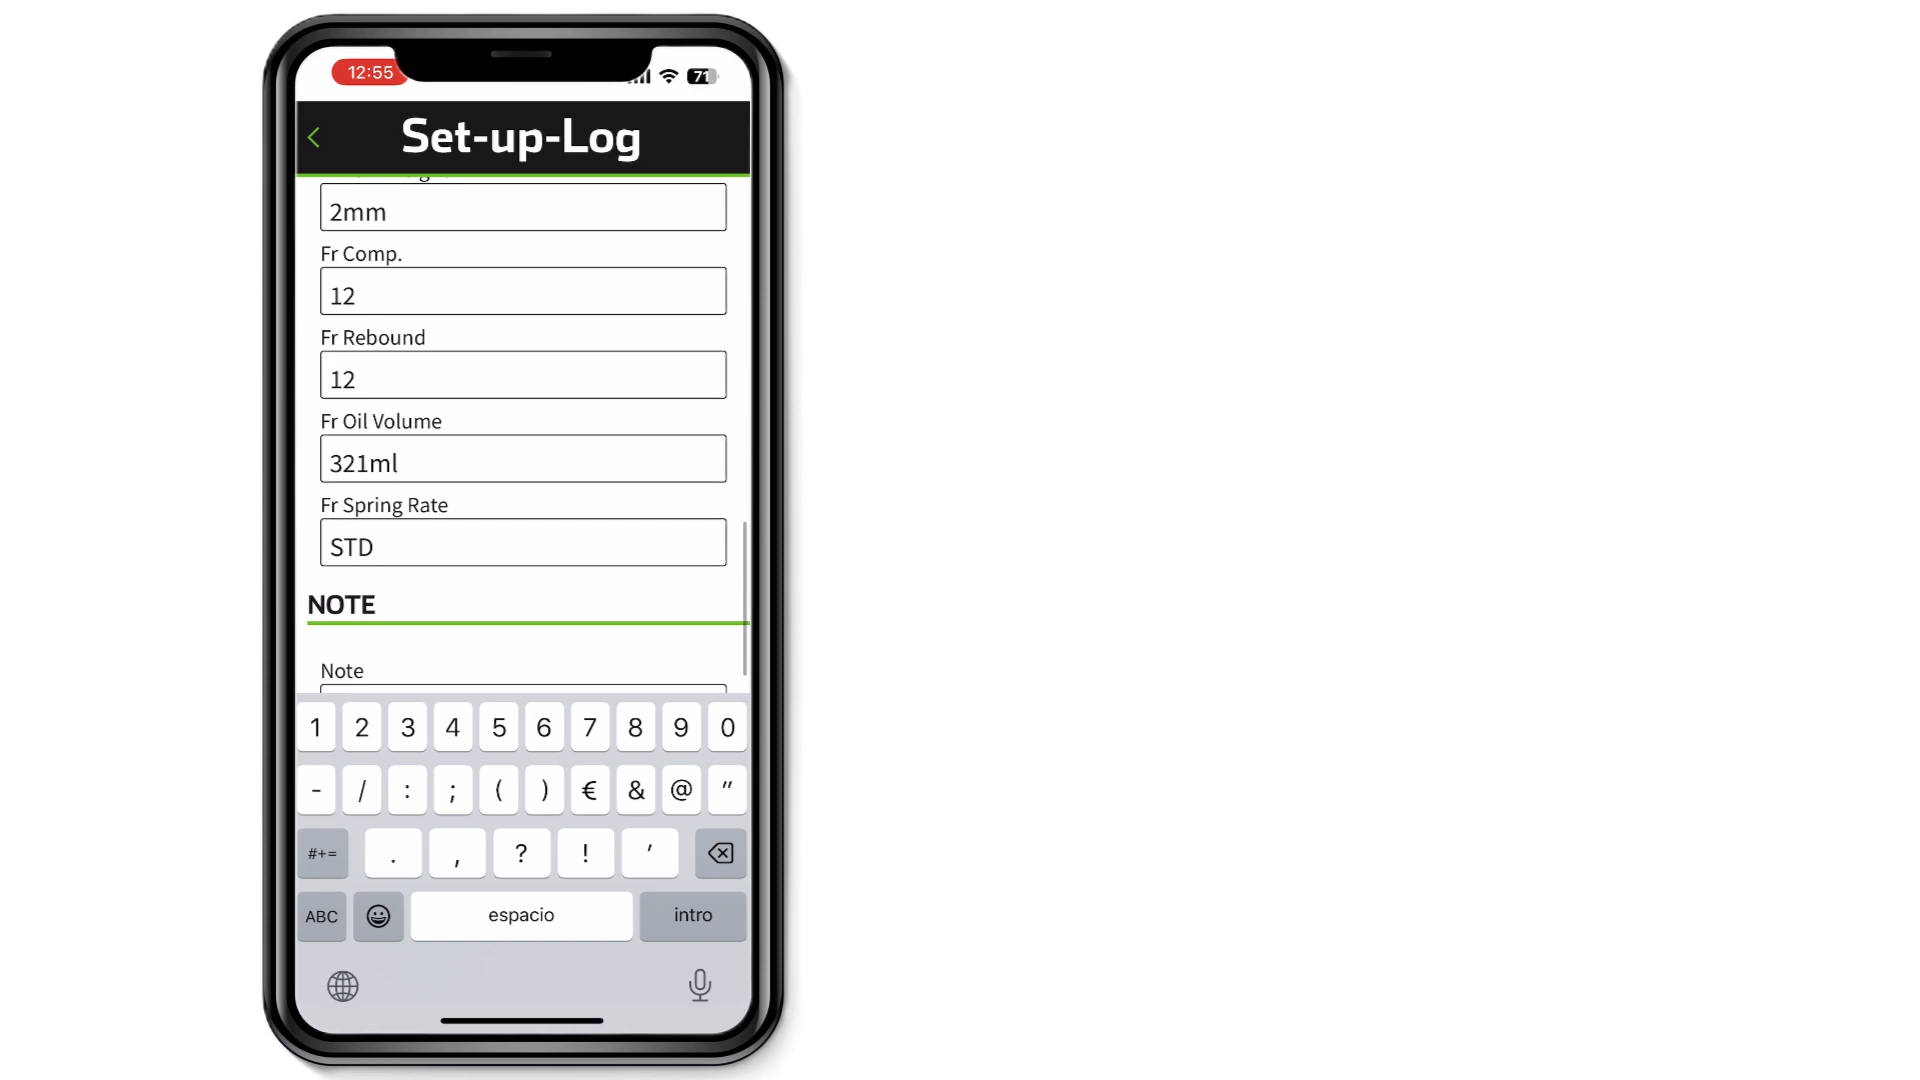 12:55
71
Set-up-Log
2mm
Fr Comp.
12
Fr Rebound
12
Fr Oil Volume
321ml
Fr Spring Rate
STD
NOTE
Note
1 2 3 4 5 6 7 8 9 0
- / : ; ( ) € & @ "
#+= . , ? ! '
ABC espacio intro